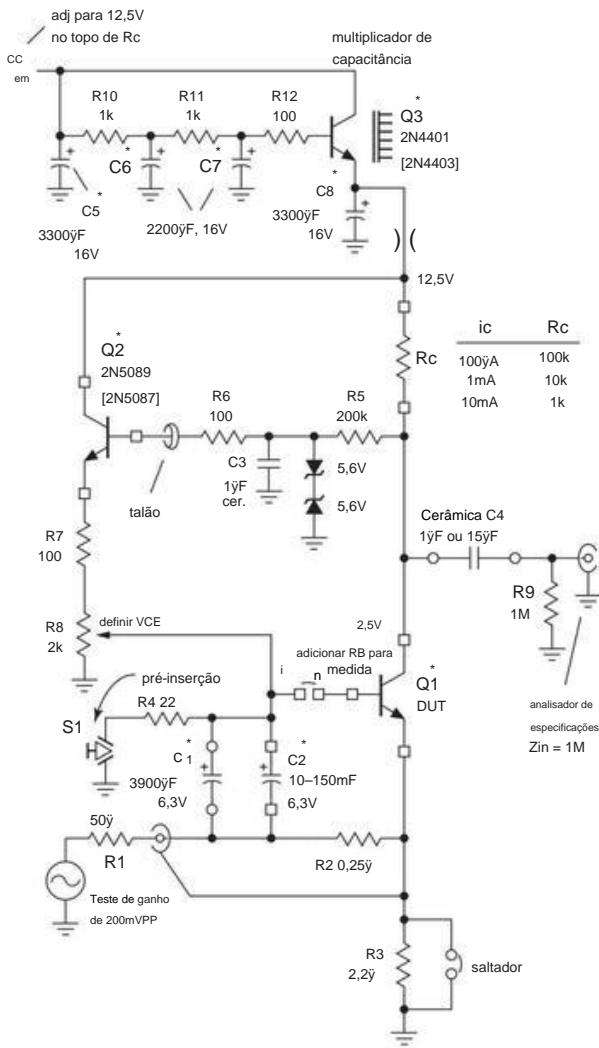 adj para 12,5V
no topo de Rc
CC
em
multiplicador de
capacitância
R10
1k
R11
1k
R12
100
*
Q3
2N4401
[2N4403]
*
C5
3300ÿF
16V
*
C6
*
C7
2200ÿF, 16V
*
C8
3300ÿF
16V
12,5V
Rc
ic Rc
100ÿA 100k
1mA 10k
10mA 1k
*
Q2
2N5089
[2N5087]
talão
R6
100
C3
1ÿF
cer.
R5
200k
5,6V
5,6V
R7
100
R8
2k
definir VCE
Cerâmica C4
1ÿF ou 15ÿF
R9
1M
analisador de
especificações
Zin = 1M
2,5V
adicionar RB para
medida
i
n
*
Q1
DUT
pré-inserção
S1
R4 22
*
C1
3900ÿF
6,3V
*
C2
10–150mF
6,3V
50ÿ
R1
R2 0,25ÿ
Teste de ganho
de 200mVPP
R3
2,2ÿ
saltador